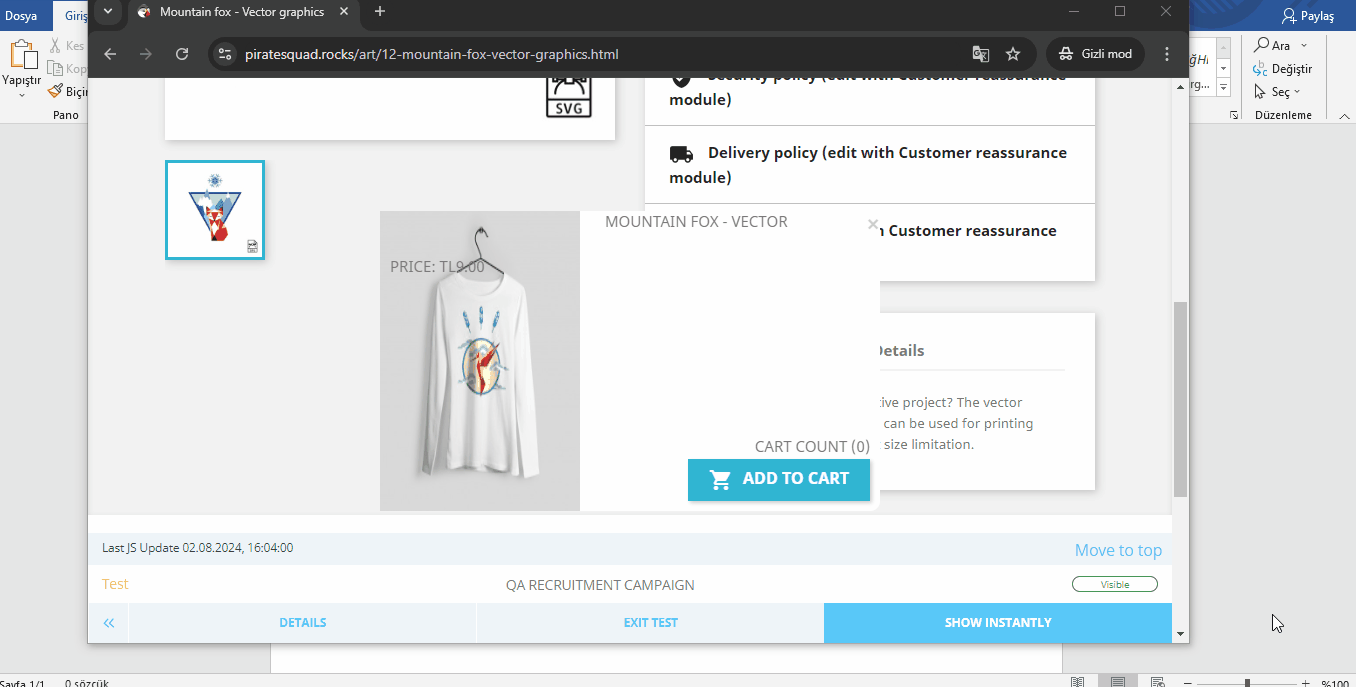 Dosya
Giriş
Mountain fox - Vector graphics
Paylaş
piratesquad.rocks/art/12-mountain-fox-vector-graphics.html
Gizli mod
Yapıştır
Kes
Pano
Ara
Değiştir
Seç
Düzenleme
SVG
Security policy (edit with Customer reassurance
module)
Delivery policy (edit with Customer reassurance
module)
Customer reassurance
MOUNTAIN FOX - VECTOR
PRICE: TL9.00
Details
project? The vector
can be used for printing
size limitation.
CART COUNT (0)
ADD TO CART
Last JS Update 02.08.2024, 16:04:00
Move to top
Test
QA RECRUITMENT CAMPAIGN
Visible
DETAILS
EXIT TEST
SHOW INSTANTLY
Sayfa 1/1
0 sözcük
%100